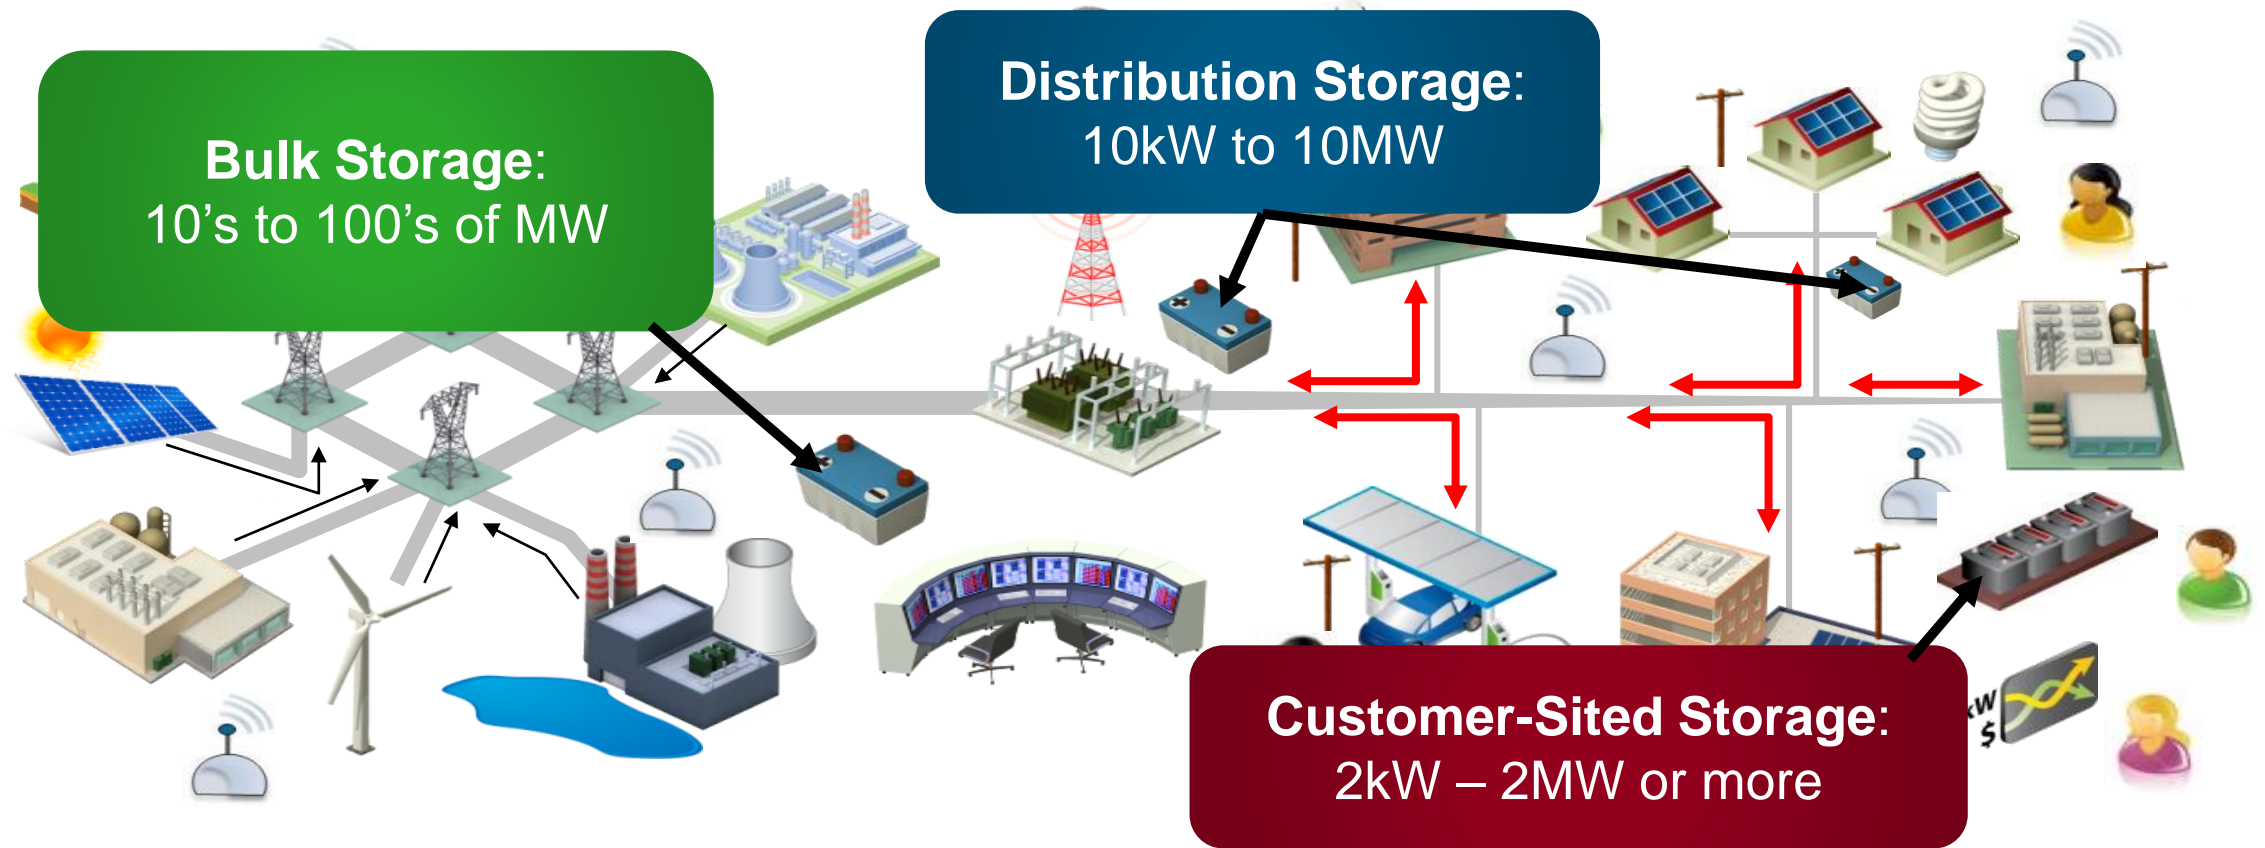 Bulk Storage:
10’s to 100’s of MW
Distribution Storage:
10kW to 10MW
Customer-Sited Storage:
2kW – 2MW or more
W
$